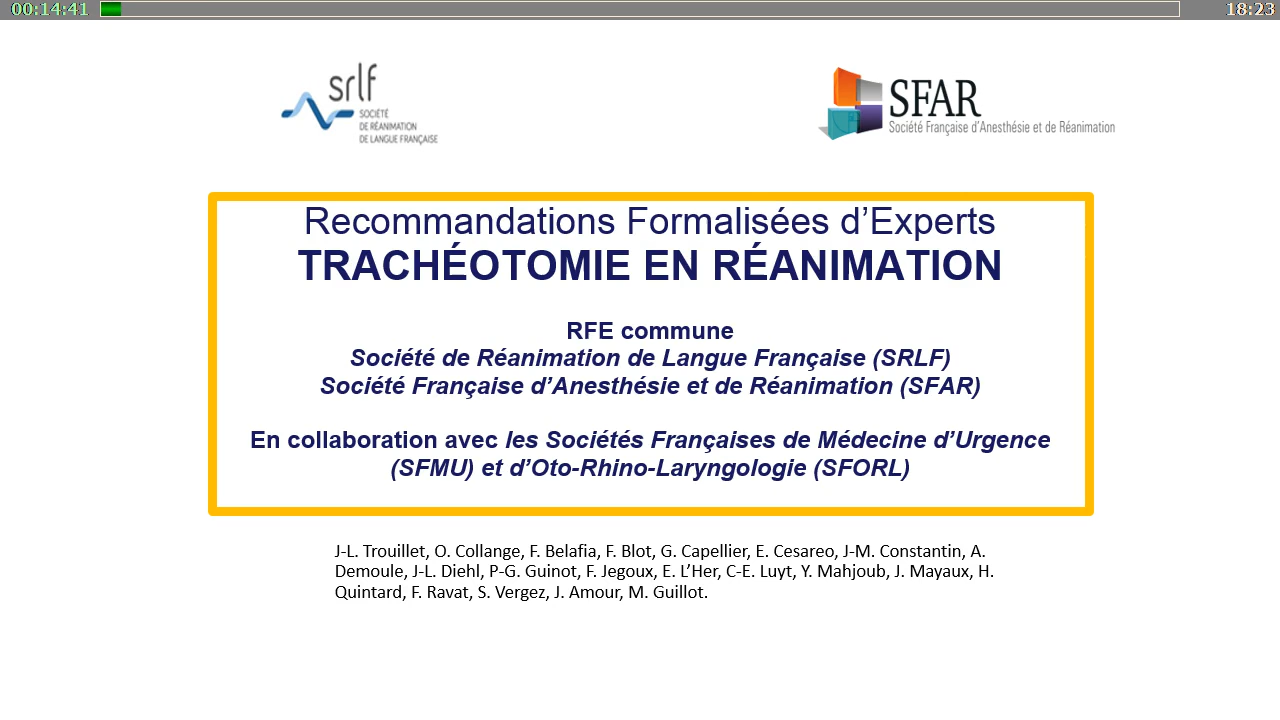 00:14:41
18:23
srlf
SOCIÉTÉ
DE RÉANIMATION
DE LANGUE FRANÇAISE
SFAR
Société Française d'Anesthésie et de Réanimation
Recommandations Formalisées d’Experts
TRACHÉOTOMIE EN RÉANIMATION
RFE commune
Société de Réanimation de Langue Française (SRLF)
Société Française d’Anesthésie et de Réanimation (SFAR)
En collaboration avec les Sociétés Françaises de Médecine d’Urgence
(SFMU) et d’Oto-Rhino-Laryngologie (SFORL)
J-L. Trouillet, O. Collange, F. Belafia, F. Blot, G. Capellier, E. Cesareo, J-M. Constantin, A.
Demoule, J-L. Diehl, P-G. Guinot, F. Jegoux, E. L’Her, C-E. Luyt, Y. Mahjoub, J. Mayaux, H.
Quintard, F. Ravat, S. Vergez, J. Amour, M. Guillot.